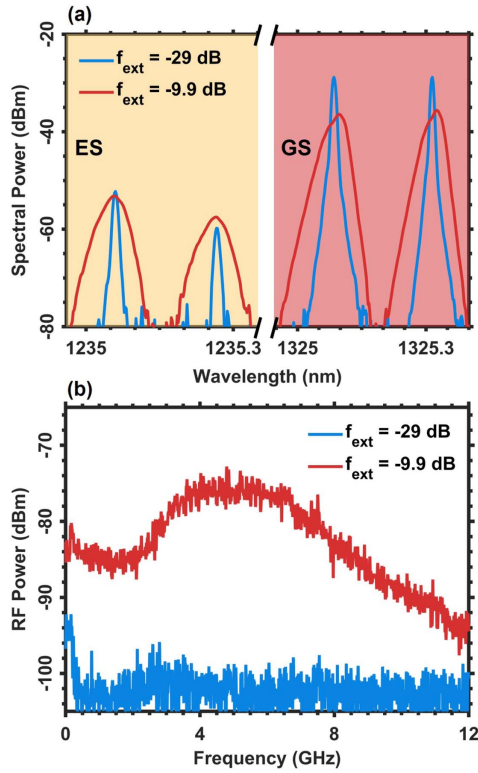 (a)
-20
-40
-60
-80
Spectral Power (dBm)
f_ext = -29 dB
f_ext = -9.9 dB
ES
GS
1235
1235.3
1325
1325.3
Wavelength (nm)
(b)
-70
-80
-90
-100
RF Power (dBm)
f_ext = -29 dB
f_ext = -9.9 dB
0
4
8
12
Frequency (GHz)